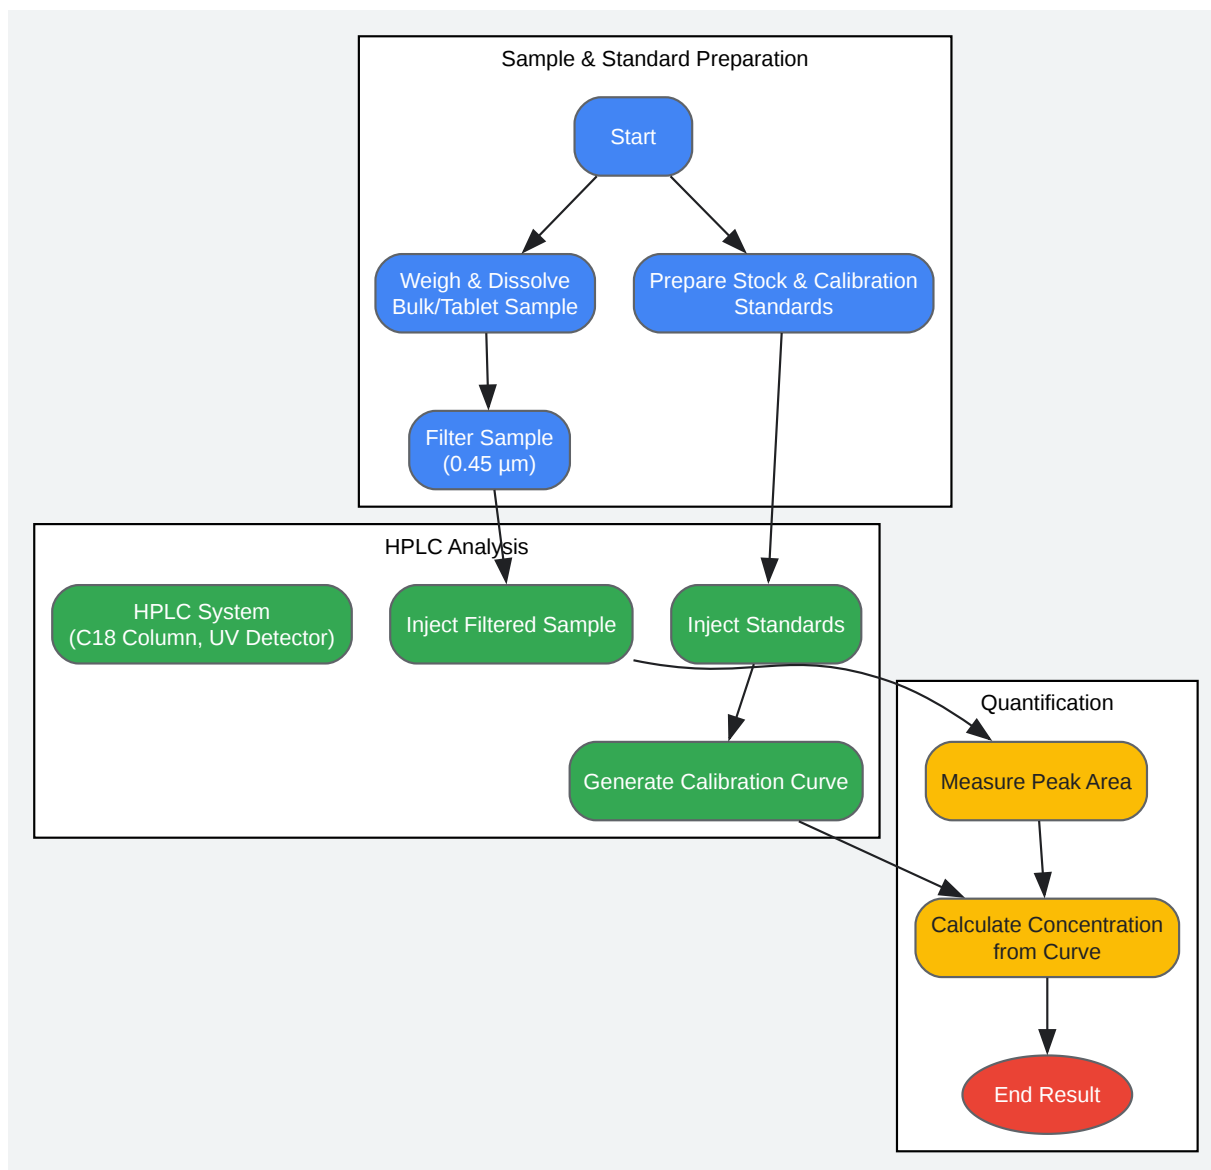 Sample & Standard Preparation
Start
Weigh & Dissolve
Bulk/Tablet Sample
Prepare Stock & Calibration
Standards
Filter Sample
(0.45 µm)
HPLC Analysis
HPLC System
(C18 Column, UV Detector)
Inject Filtered Sample
Inject Standards
Generate Calibration Curve
Quantification
Measure Peak Area
Calculate Concentration
from Curve
End Result